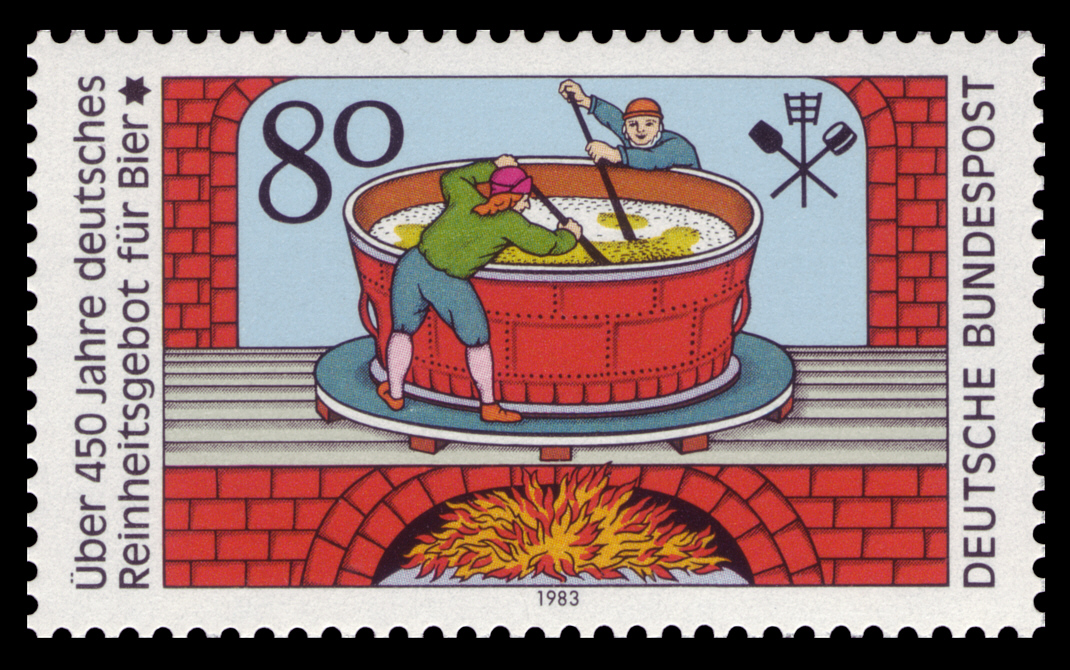 Über 450 Jahre deutsches
Reinheitsgebot für Bier
80
DEUTSCHE BUNDESPOST
1983